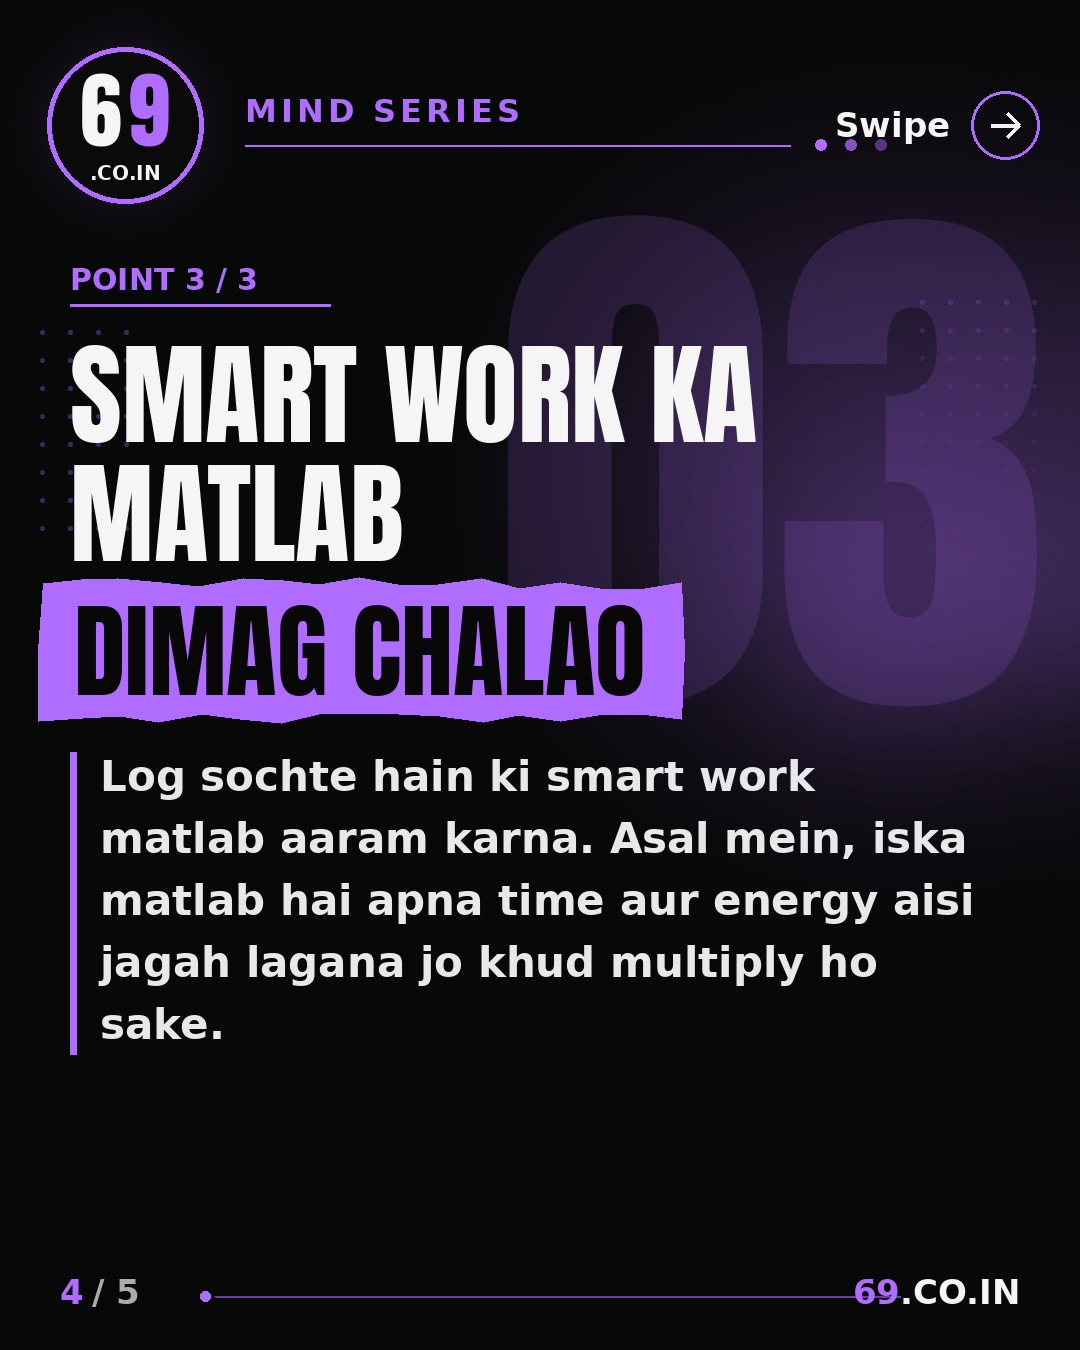 69
.CO.IN
MIND SERIES
Swipe
POINT 3 / 3
03
SMART WORK KA
MATLAB
DIMAG CHALAO
Log sochte hain ki smart work
matlab aaram karna. Asal mein, iska
matlab hai apna time aur energy aisi
jagah lagana jo khud multiply ho
sake.
4 / 5
69.CO.IN